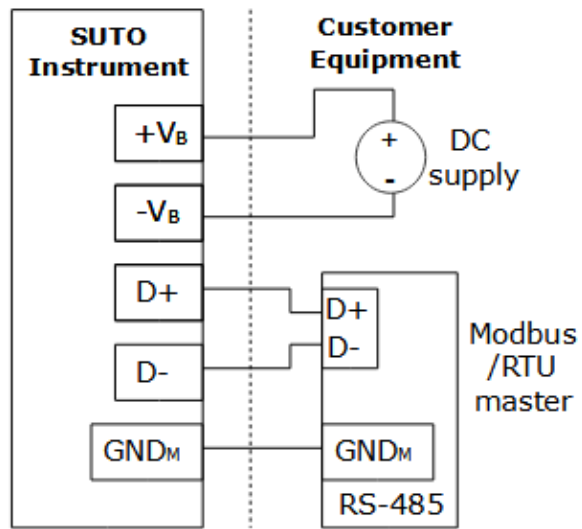 SUTO
Instrument
Customer
Equipment
+VB
-VB
D+
D-
GNDM
+
-
DC
supply
D+
D-
GNDM
RS-485
Modbus
/RTU
master